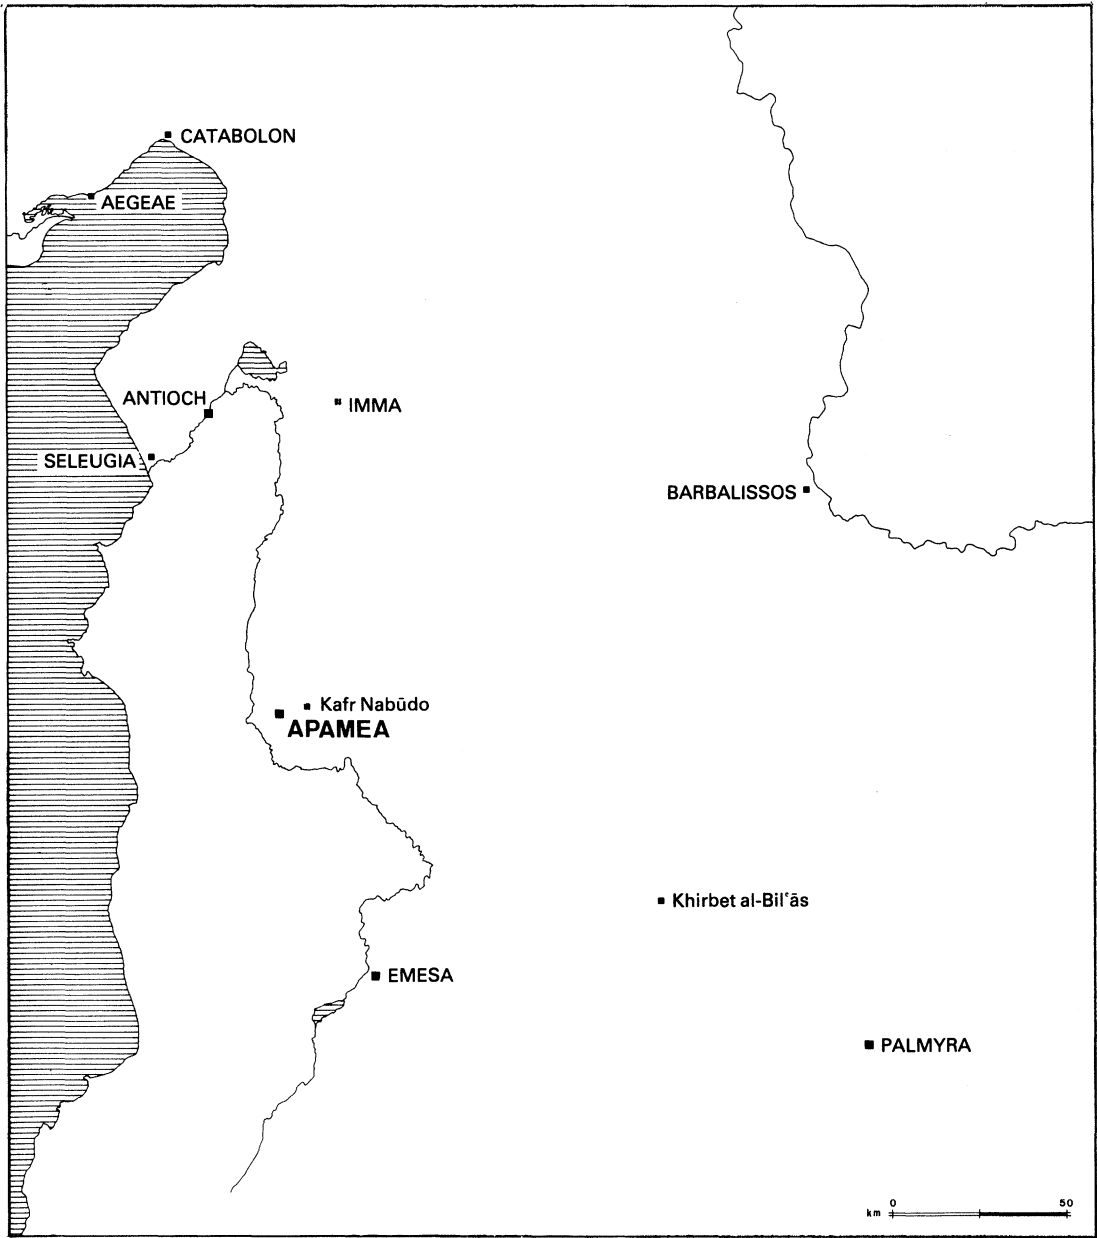 CATABOLON
AEGEAE
ANTIOCH
IMMA
SELEUGIA
BARBALISSOS
Kafr Nabūdo
APAMEA
Khirbet al-Bilʿās
EMESA
PALMYRA
0 50
km